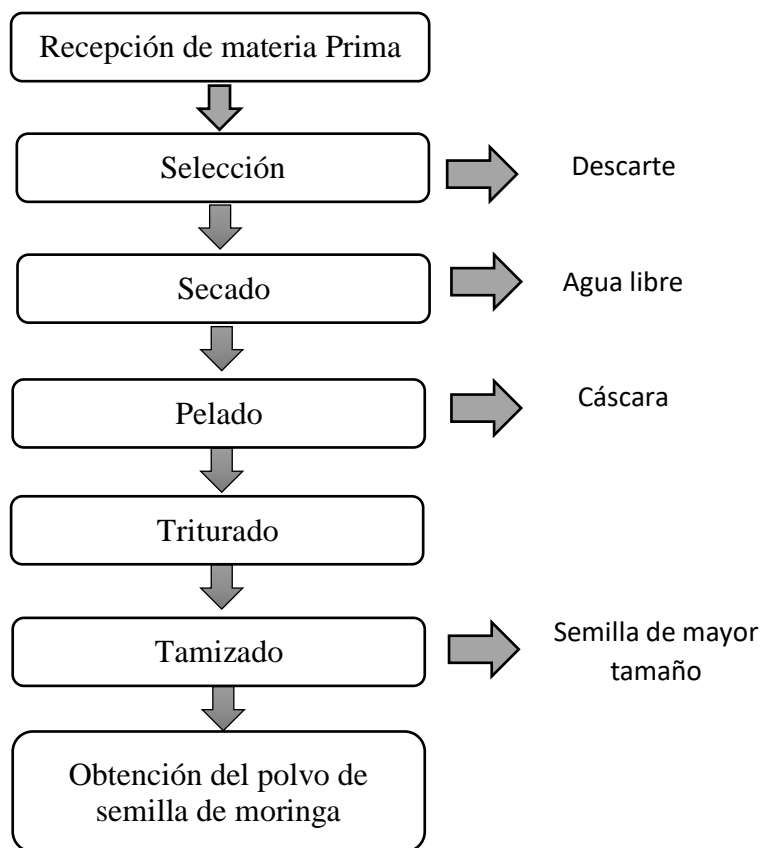 Recepción de materia Prima
Selección
Descarte
Secado
Agua libre
Pelado
Cáscara
Triturado
Tamizado
Semilla de mayor
tamaño
Obtención del polvo de
semilla de moringa